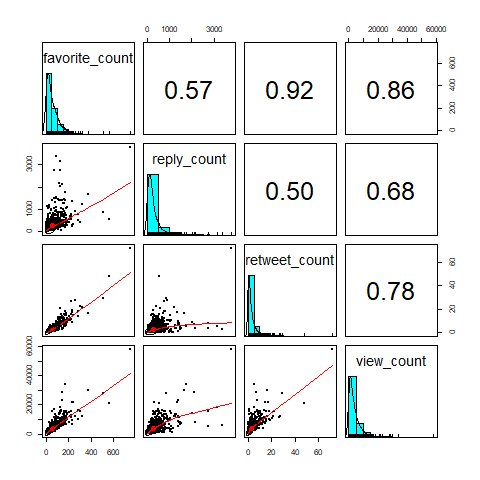 0 1000 3000
0 20000 40000 60000
favorite_count
0.57
0.92
0.86
0 200 400 600
0 1000 3000
reply_count
0.50
0.68
retweet_count
0.78
0 20 40 60
0 20000 40000 60000
view_count
0 200 600
0 20 40 60